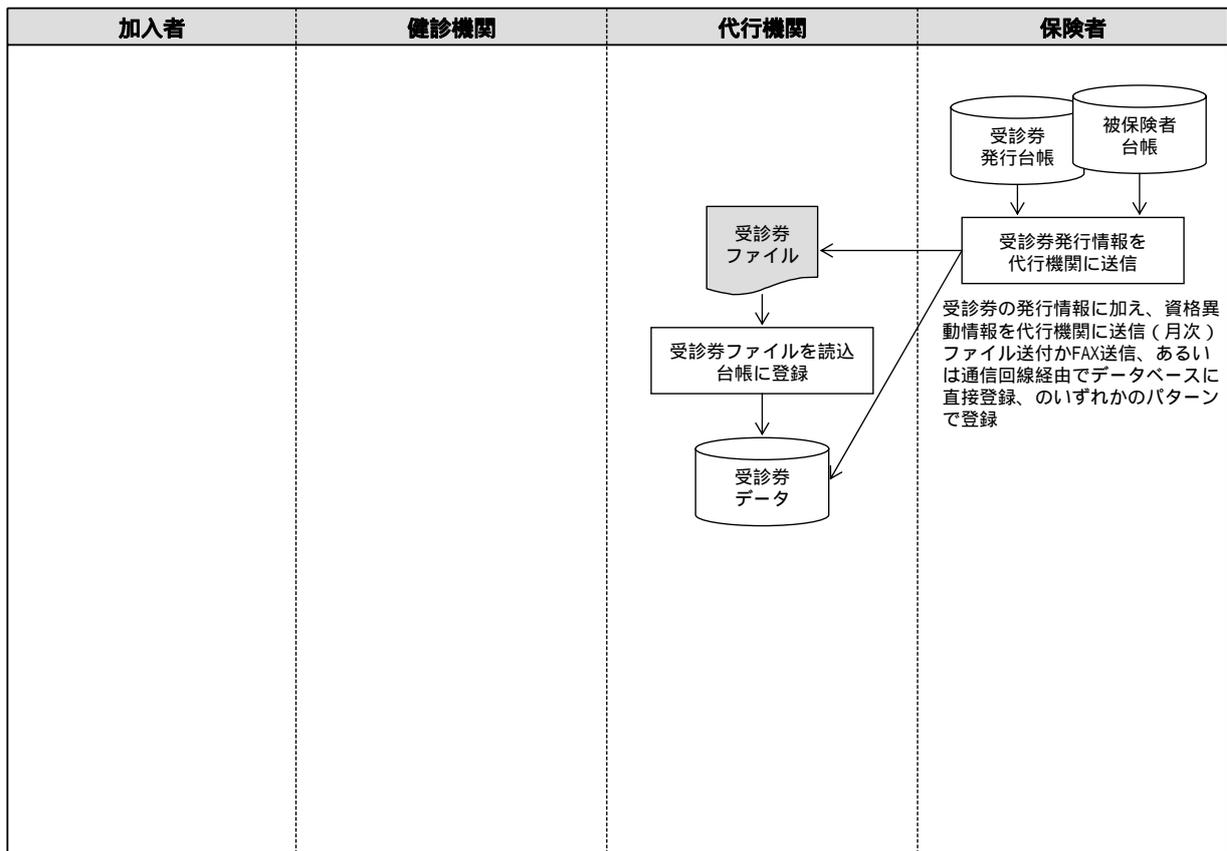 加入者
健診機関
代行機関
保険者
受診券
発行台帳
被保険者
台帳
受診券
ファイル
受診券発行情報を
代行機関に送信
受診券の発行情報に加え、資格異
動情報を代行機関に送信(月次)
ファイル送付かFAX送信、あるい
は通信回線経由でデータベースに
直接登録、のいずれかのパターン
で登録
受診券ファイルを読込
台帳に登録
受診券
データ